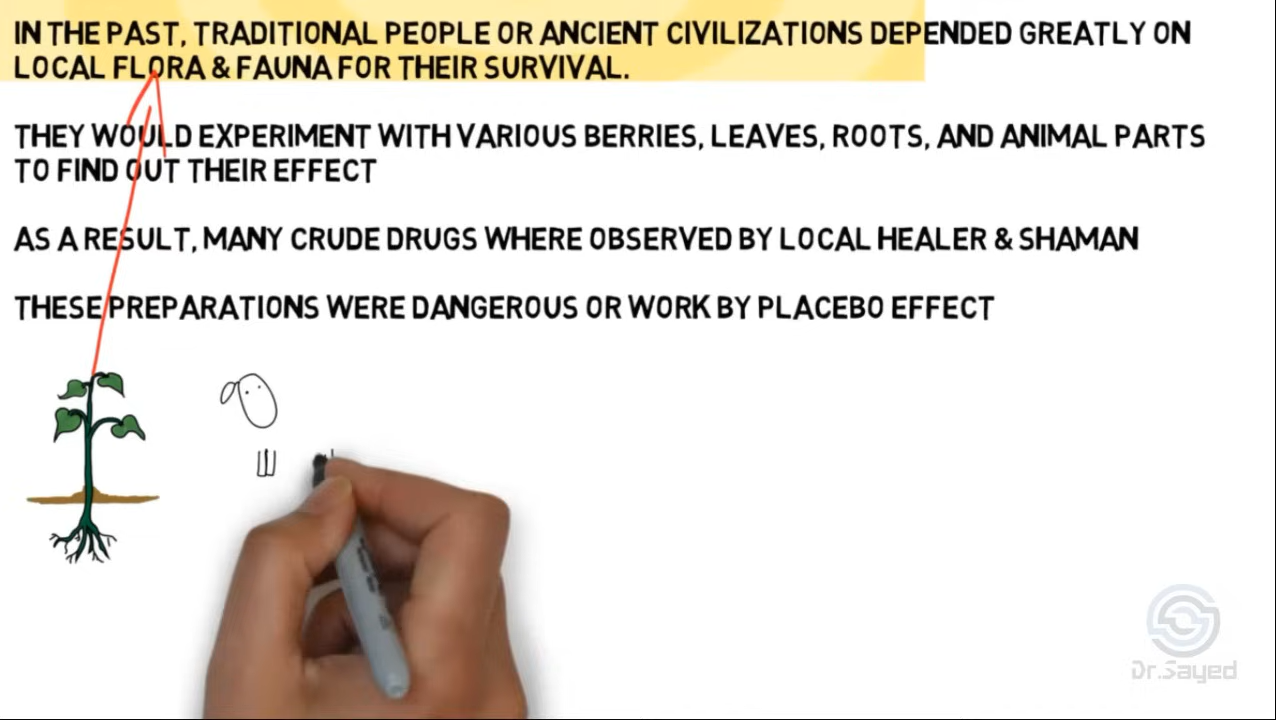 IN THE PAST, TRADITIONAL PEOPLE OR ANCIENT CIVILIZATIONS DEPENDED GREATLY ON
LOCAL FLORA & FAUNA FOR THEIR SURVIVAL.
THEY WOULD EXPERIMENT WITH VARIOUS BERRIES, LEAVES, ROOTS, AND ANIMAL PARTS
TO FIND OUT THEIR EFFECT
AS A RESULT, MANY CRUDE DRUGS WHERE OBSERVED BY LOCAL HEALER & SHAMAN
THESE PREPARATIONS WERE DANGEROUS OR WORK BY PLACEBO EFFECT
Dr.Sayed